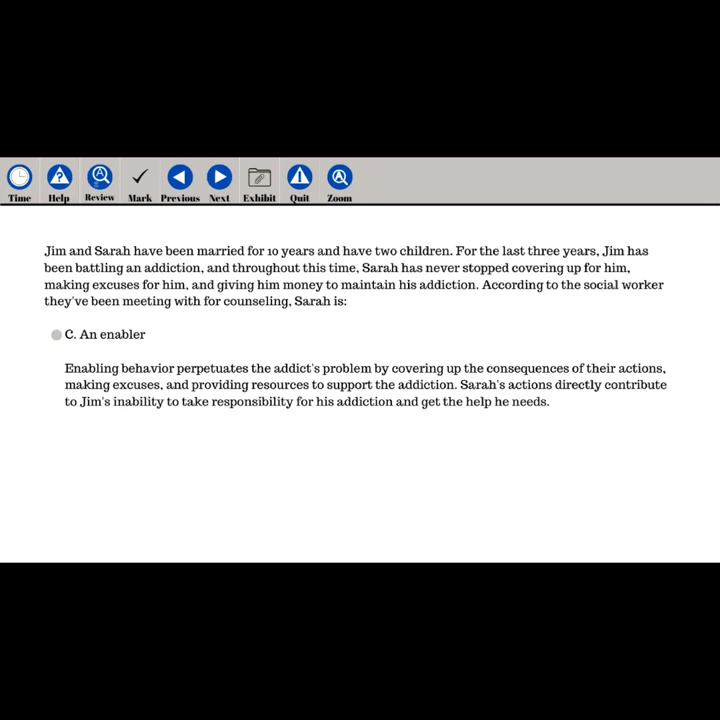 Time Help Review Mark Previous Next Exhibit Quit Zoom
Jim and Sarah have been married for 10 years and have two children. For the last three years, Jim has
been battling an addiction, and throughout this time, Sarah has never stopped covering up for him,
making excuses for him, and giving him money to maintain his addiction. According to the social worker
they've been meeting with for counseling, Sarah is:
C. An enabler
Enabling behavior perpetuates the addict's problem by covering up the consequences of their actions,
making excuses, and providing resources to support the addiction. Sarah's actions directly contribute
to Jim's inability to take responsibility for his addiction and get the help he needs.